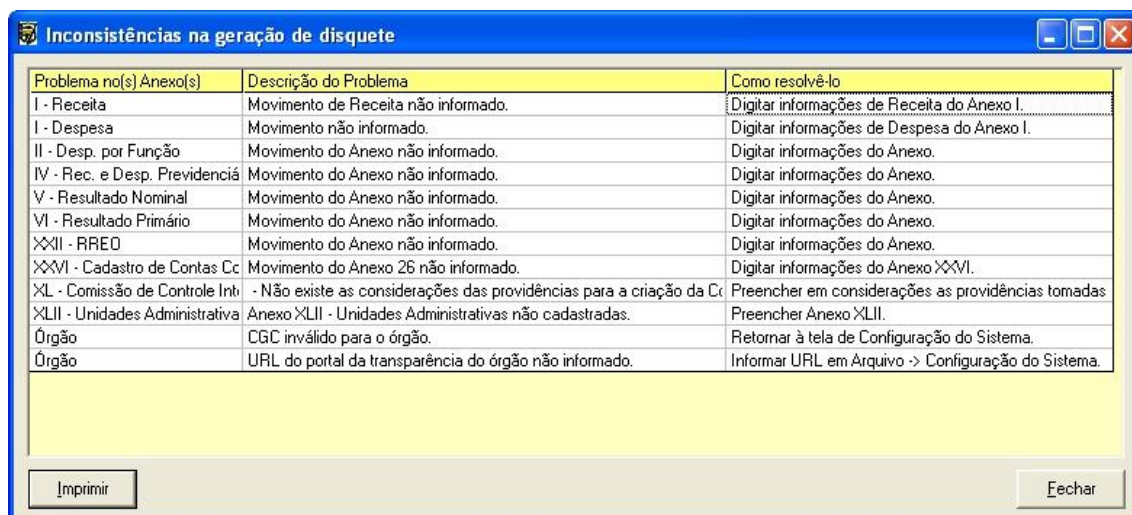 Inconsistências na geração de disquete
Problema no(s) Anexo(s) Descrição do Problema Como resolvê-lo
I - Receita Movimento de Receita não informado. Digitar informações de Receita do Anexo I.
I - Despesa Movimento não informado. Digitar informações de Despesa do Anexo I.
II - Desp. por Função Movimento do Anexo não informado. Digitar informações do Anexo.
IV - Rec. e Desp. Previdenciá Movimento do Anexo não informado. Digitar informações do Anexo.
V - Resultado Nominal Movimento do Anexo não informado. Digitar informações do Anexo.
VI - Resultado Primário Movimento do Anexo não informado. Digitar informações do Anexo.
XXII - RREO Movimento do Anexo não informado. Digitar informações do Anexo.
XXVI - Cadastro de Contas Cc Movimento do Anexo 26 não informado. Digitar informações do Anexo XXVI.
XL - Comissão de Controle Inte - Não existe as considerações das providências para a criação da Co Preencher em considerações as providências tomadas
XLII - Unidades Administrativa Anexo XLII - Unidades Administrativas não cadastradas. Preencher Anexo XLII.
Órgão CGC inválido para o órgão. Retornar à tela de Configuração do Sistema.
Órgão URL do portal da transparência do órgão não informado. Informar URL em Arquivo -> Configuração do Sistema.
Imprimir Fechar